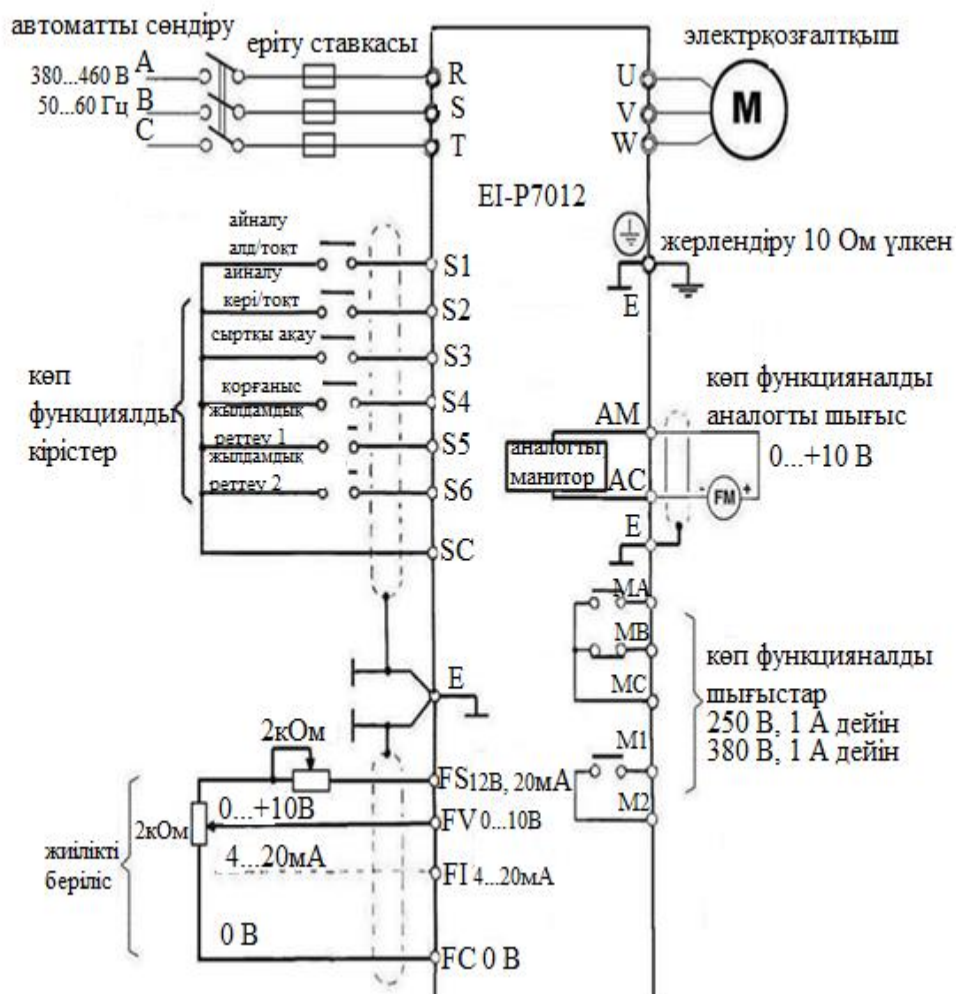 автоматты сөндіру
еріту ставкасы
электрқозғалтқыш
380...460 В
50...60 Гц
A
B
C
R
S
T
U
V
W
M
EI-P7012
жерлендіру 10 Ом үлкен
E
айналу
алд/тоқт
айналу
кері/тоқт
сыртқы ақау
қорғаныс
жылдамдық
реттеу 1
жылдамдық
реттеу 2
көп
функциялды
кірістер
S1
S2
S3
S4
S5
S6
SC
E
көп функцияналды
аналогты шығыс
0...+10 В
AM
аналогты
манитор
AC
- FM +
E
MA
MB
MC
M1
M2
көп функцияналды
шығыстар
250 В, 1 А дейін
380 В, 1 А дейін
2кОм
2кОм
0...+10В
4...20мА
0 В
жиілікті
беріліс
FS 12В, 20мА
FV 0...10В
FI 4...20мА
FC 0 В